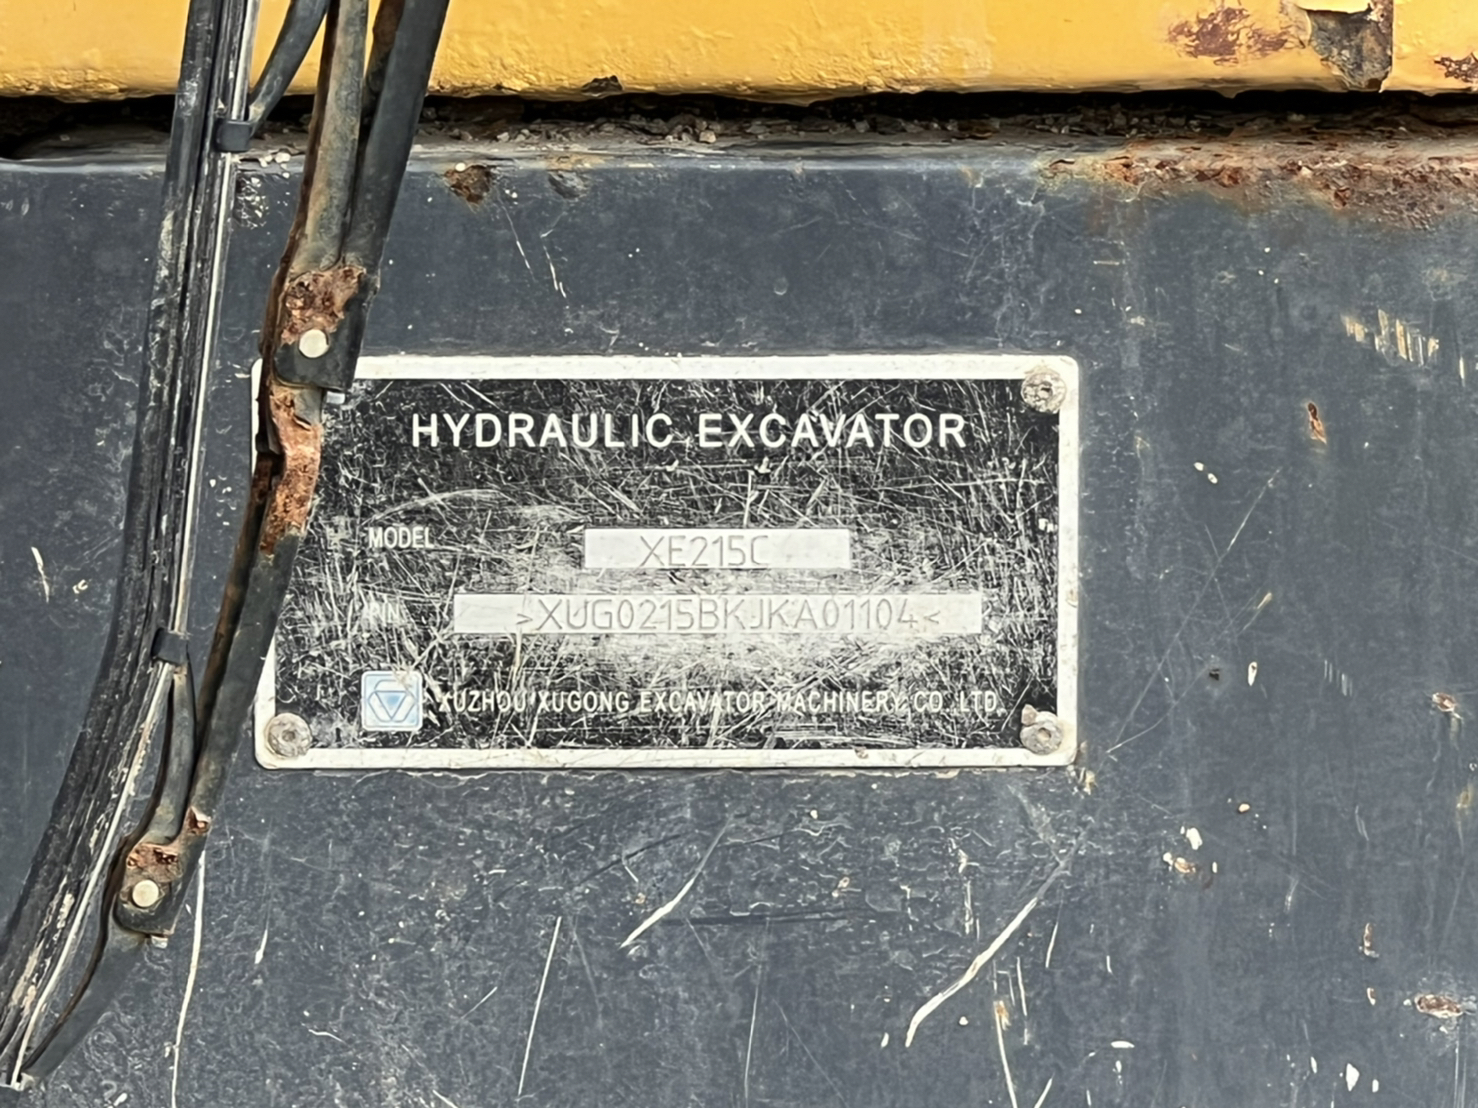 HYDRAULIC EXCAVATOR
MODEL XE215C
PIN >XUG0215BKJKA01104<
XUZHOU XUGONG EXCAVATOR MACHINERY CO.,LTD.